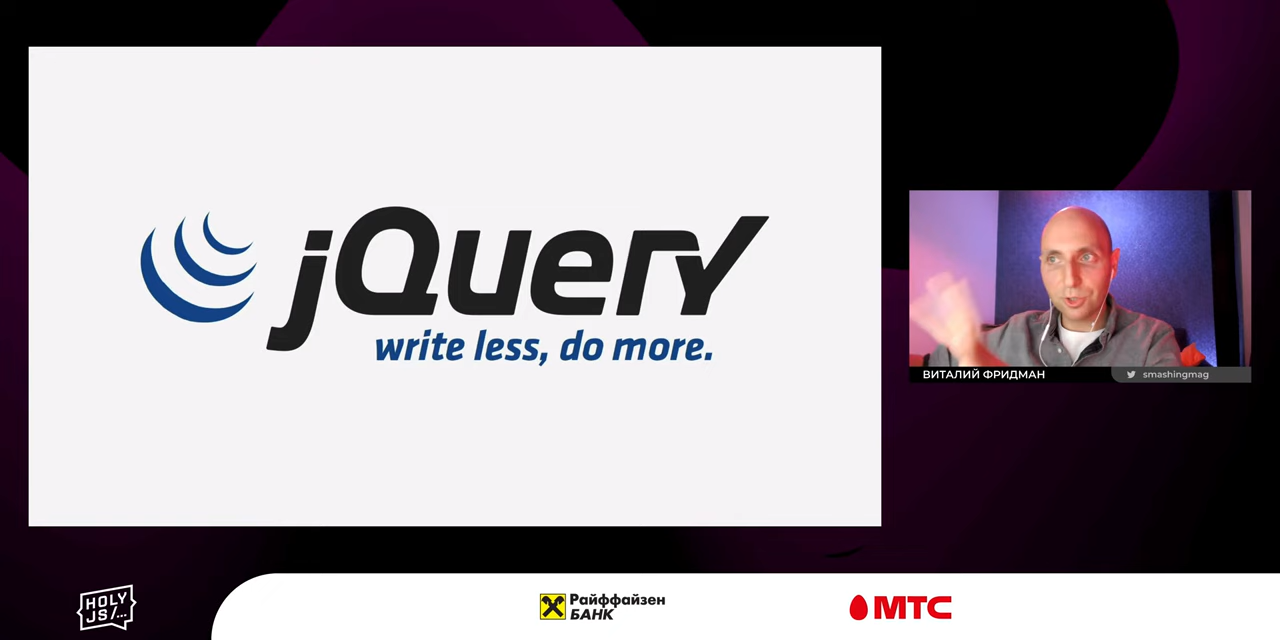 jQuery
write less, do more.
ВИТАЛИЙ ФРИДМАН
smashingmag
HOLY
JS/...
Райффайзен
БАНК
МТС